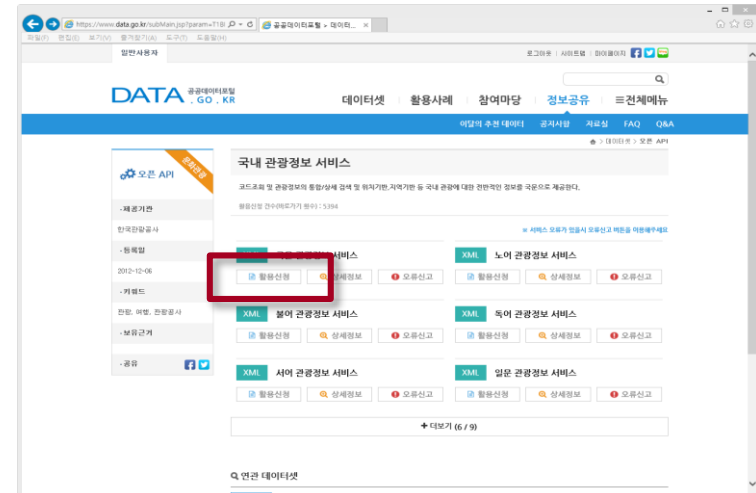 https://www.data.go.kr/subMain.jsp?param=T1BI
공공데이터포털 > 데이터...
파일(F) 편집(E) 보기(V) 즐겨찾기(A) 도구(T) 도움말(H)
일반사용자
로그아웃 | 사이트맵 | 마이페이지
DATA.GO.KR 공공데이터포털
데이터셋 활용사례 참여마당 정보공유 전체메뉴
이달의 추천 데이터 공지사항 자료실 FAQ Q&A
> 데이터셋 > 오픈 API
오픈 API
문화관광
국내 관광정보 서비스
코드조회 및 관광정보의 통합/상세 검색 및 위치기반,지역기반 등 국내 관광에 대한 전반적인 정보를 국문으로 제공한다.
활용신청 건수(바로가기 횟수) : 5394
- 제공기관
한국관광공사
- 등록일
2012-12-06
- 키워드
관광, 여행, 관광공사
- 보유근거
- 공유
※ 서비스 오류가 있을시 오류신고 버튼을 이용해주세요
관광정보 서비스
활용신청 상세정보 오류신고
XML 노어 관광정보 서비스
활용신청 상세정보 오류신고
XML 불어 관광정보 서비스
활용신청 상세정보 오류신고
XML 독어 관광정보 서비스
활용신청 상세정보 오류신고
XML 서어 관광정보 서비스
활용신청 상세정보 오류신고
XML 일문 관광정보 서비스
활용신청 상세정보 오류신고
+ 더보기 (6 / 9)
연관 데이터셋